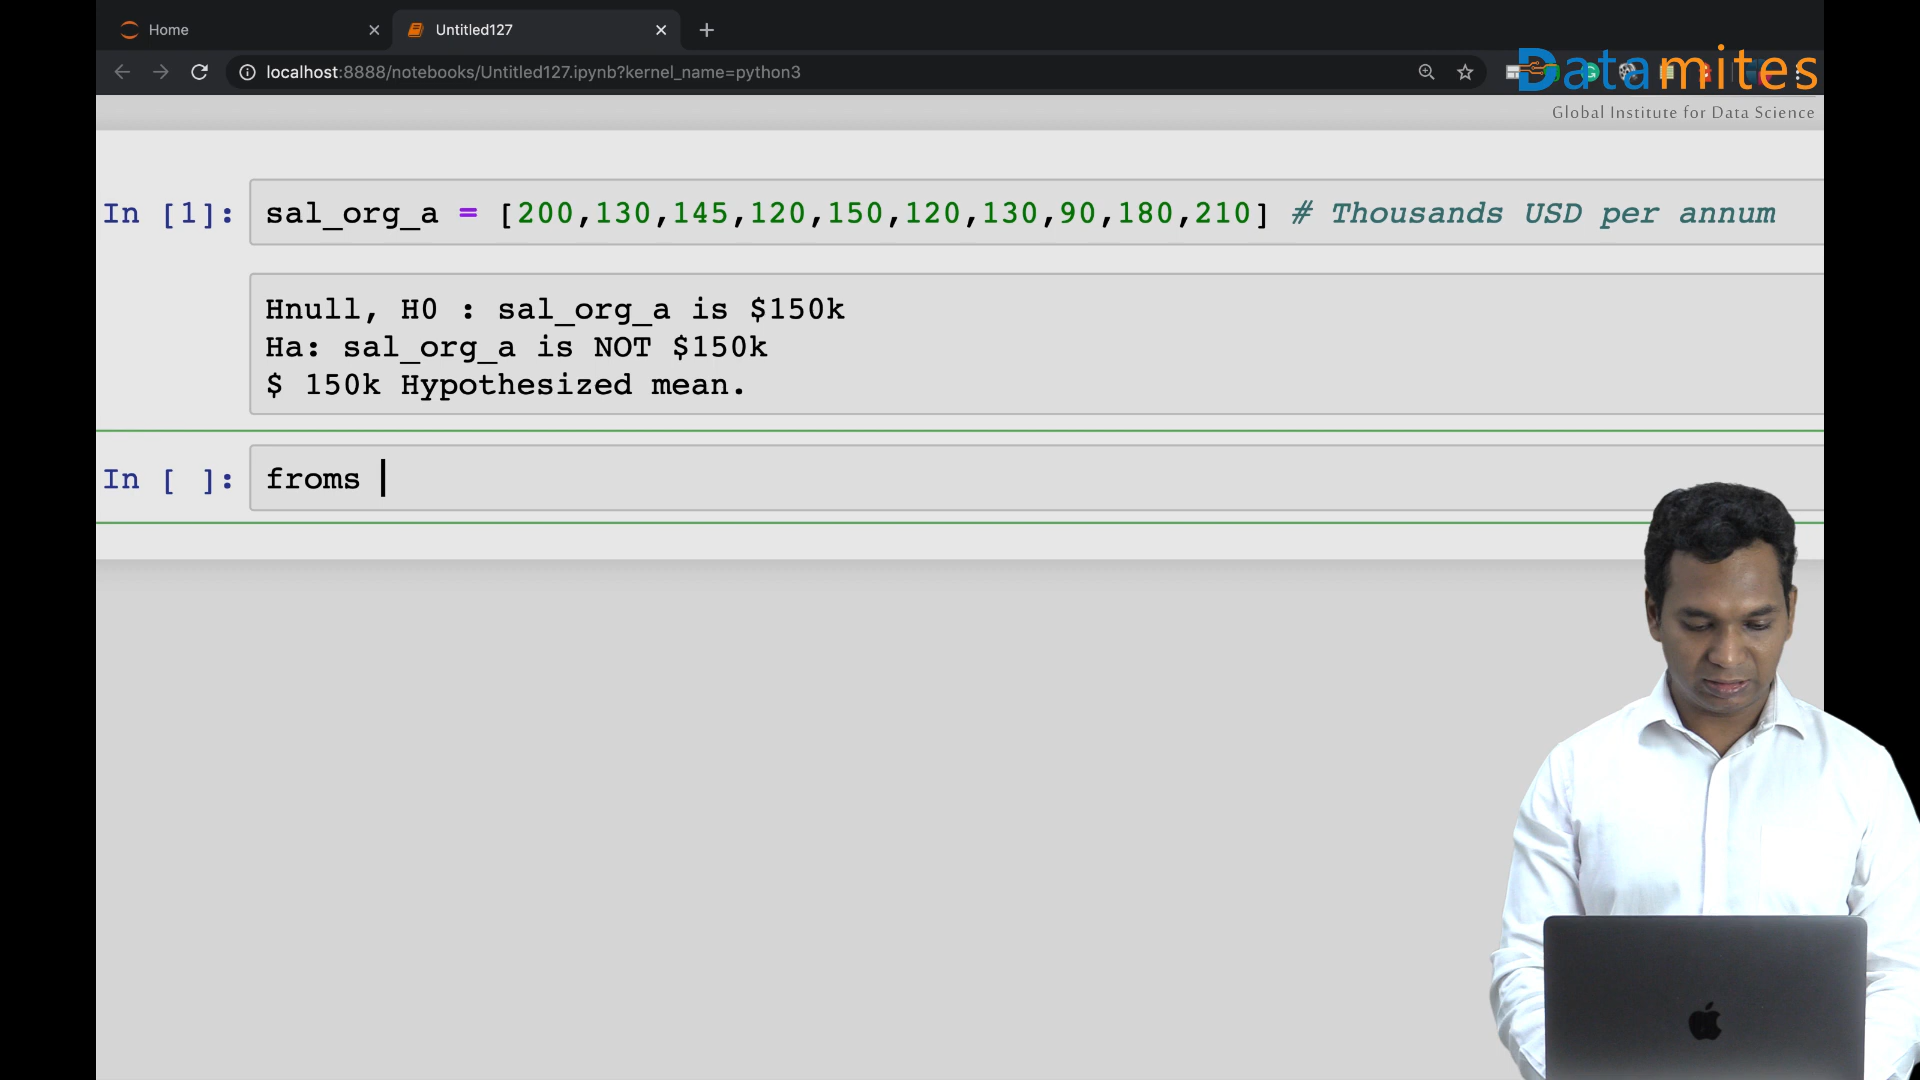 Home
Untitled127
localhost:8888/notebooks/Untitled127.ipynb?kernel_name=python3
Datamites
Global Institute for Data Science
In [1]: sal_org_a = [200,130,145,120,150,120,130,90,180,210] # Thousands USD per annum
Hnull, H0 : sal_org_a is $150k
Ha: sal_org_a is NOT $150k
$ 150k Hypothesized mean.
In [ ]: froms